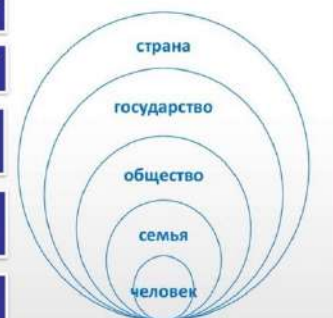 страна
государство
общество
семья
человек